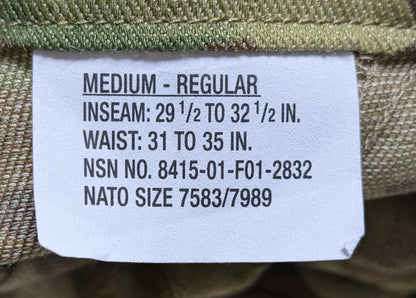 MEDIUM - REGULAR
INSEAM: 29 1/2 TO 32 1/2 IN.
WAIST: 31 TO 35 IN.
NSN NO. 8415-01-F01-2832
NATO SIZE 7583/7989